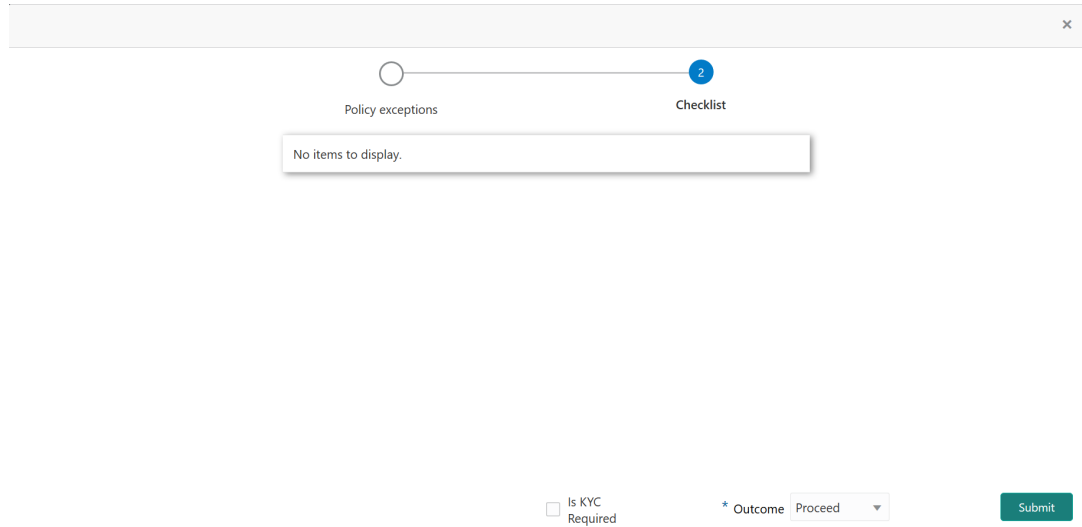 2
Policy exceptions
Checklist
No items to display.
Is KYC
Required
* Outcome Proceed
Submit